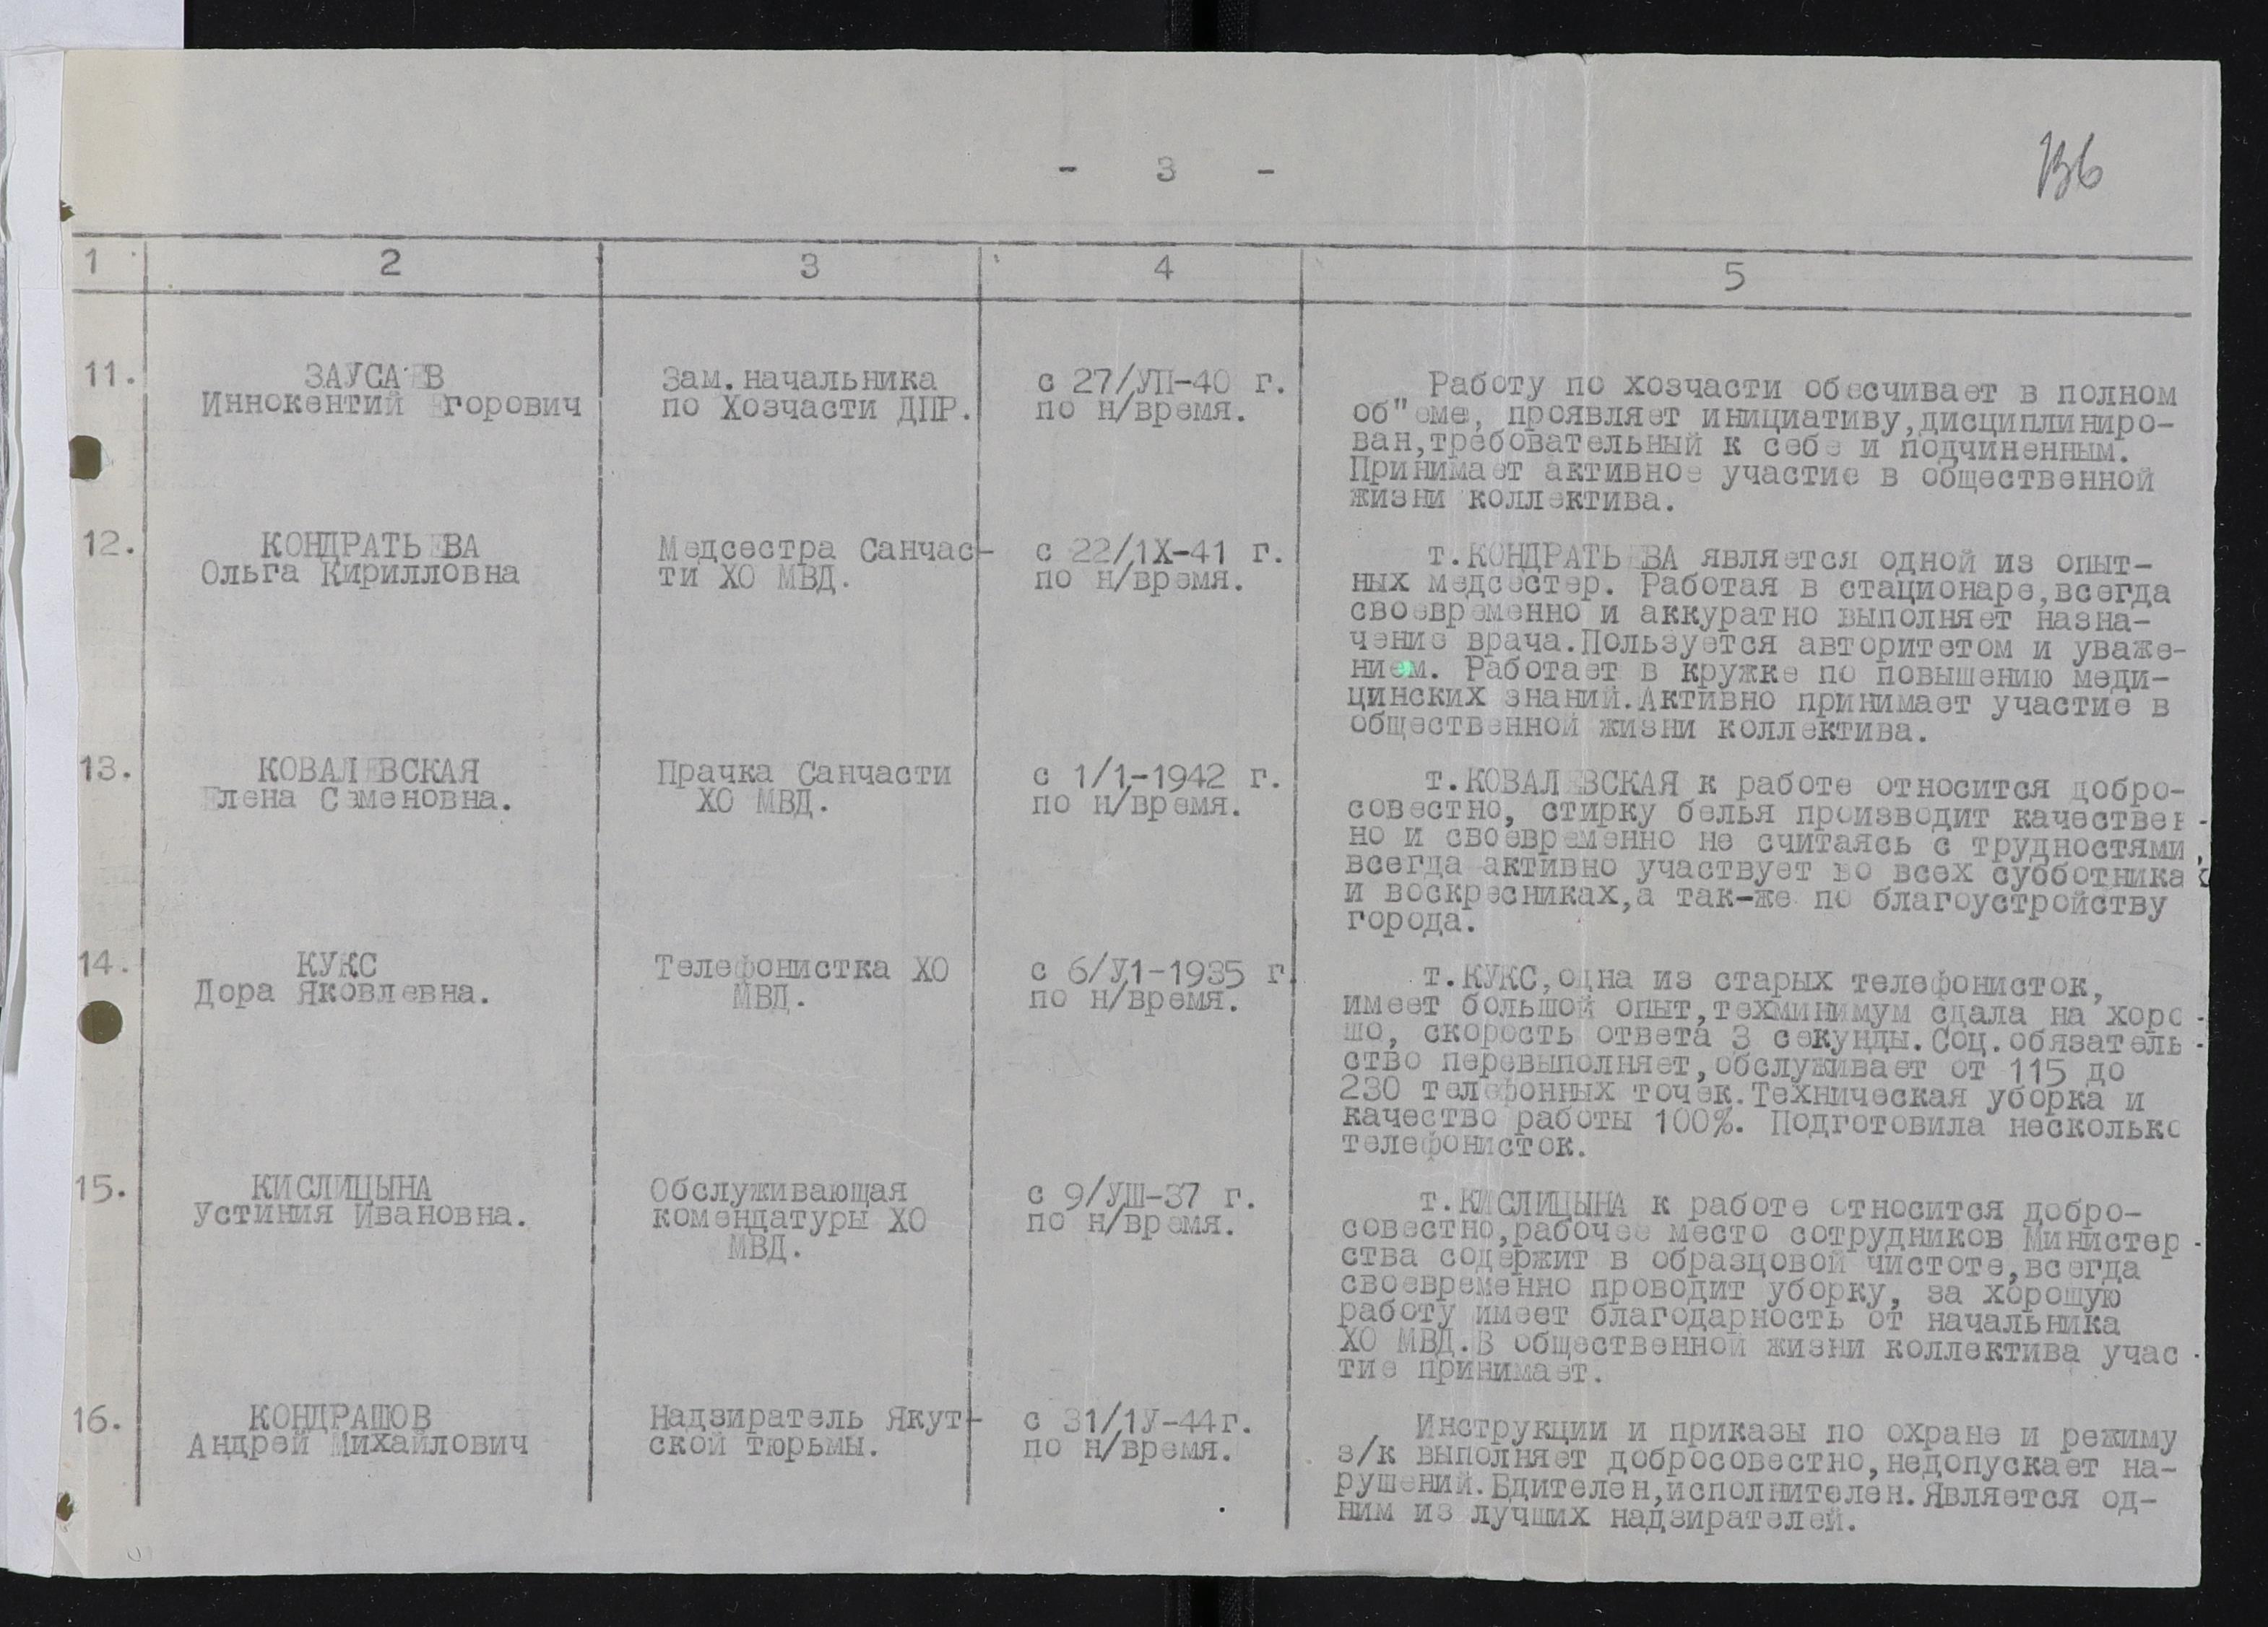 - 3 -
136
1 2 3 4 5
11.
ЗАУСАЕВ
Иннокентий Егорович
Зам.начальника
по Хозчасти ДПР.
с 27/УП-40 г.
по н/время.
Работу по хозчасти обесчивает в полном
об"еме, проявляет инициативу,дисциплиниро-
ван,требовательный к себе и подчиненным.
Принимает активное участие в общественной
жизни коллектива.
12.
КОНДРАТЬЕВА
Ольга Кирилловна
Медсестра Санчас-
ти ХО МВД.
с 22/1Х-41 г.
по н/время.
т.КОНДРАТЬЕВА является одной из опыт-
ных медсестер. Работая в стационаре,всегда
своевременно и аккуратно выполняет назна-
чение врача.Пользуется авторитетом и уваже-
нием. Работает в кружке по повышению меди-
цинских знаний.Активно принимает участие в
общественной жизни коллектива.
13.
КОВАЛЕВСКАЯ
Елена Семеновна.
Прачка Санчасти
ХО МВД.
с 1/1-1942 г.
по н/время.
т.КОВАЛЕВСКАЯ к работе относится добро-
совестно, стирку белья производит качествен-
но и своевременно не считаясь с трудностями,
всегда активно участвует во всех субботниках
и воскресниках,а так-же по благоустройству
города.
14.
КУКС
Дора Яковлевна.
Телефонистка ХО
МВД.
с 6/У1-1935 г.
по н/время.
т.КУКС,одна из старых телефонисток,
имеет большой опыт,техминимум сдала на хоро-
шо, скорость ответа 3 секунды.Соц.обязатель-
ство перевыполняет,обслуживает от 115 до
230 телефонных точек.Техническая уборка и
качество работы 100%. Подготовила несколько
телефонисток.
15.
КИСЛИЦЫНА
Устиния Ивановна.
Обслуживающая
комендатуры ХО
МВД.
с 9/УШ-37 г.
по н/время.
т.КИСЛИЦЫНА к работе относится добро-
совестно,рабочее место сотрудников Министер-
ства содержит в образцовой чистоте,всегда
своевременно проводит уборку, за хорошую
работу имеет благодарность от начальника
ХО МВД.В общественной жизни коллектива учас-
тие принимает.
16.
КОНДРАШОВ
Андрей Михайлович
Надзиратель Якут-
ской тюрьмы.
с 31/1У-44г.
по н/время.
Инструкции и приказы по охране и режиму
з/к выполняет добросовестно,недопускает на-
рушений.Бдителен,исполнителен.Является од-
ним из лучших надзирателей.